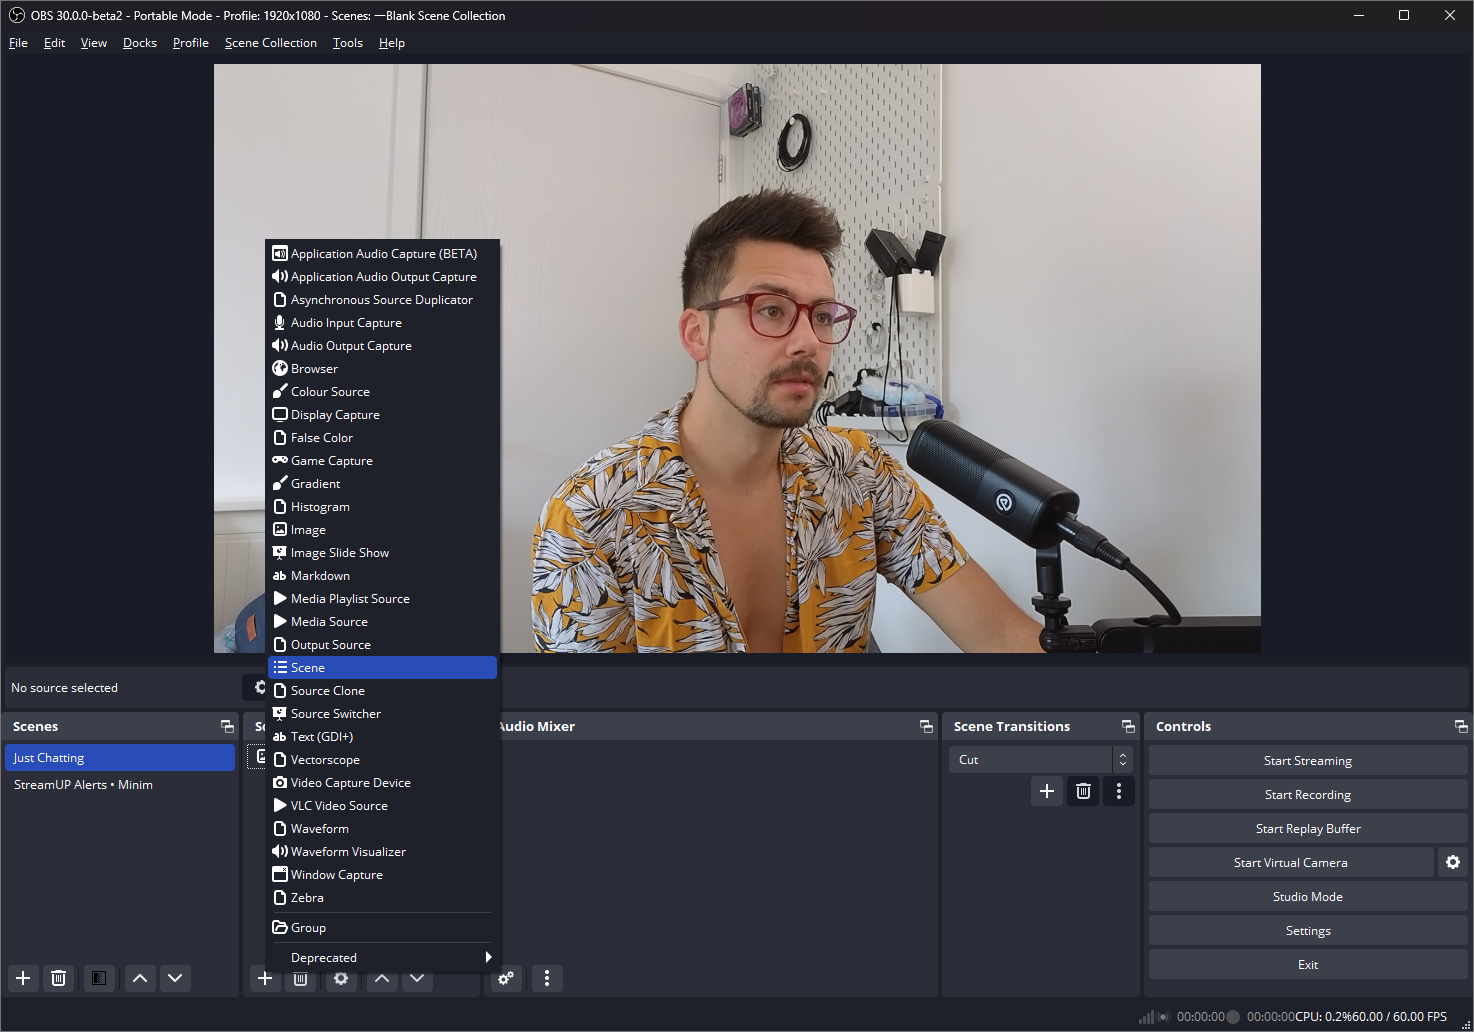 OBS 30.0.0-beta2 - Portable Mode - Profile: 1920x1080 - Scenes: —Blank Scene Collection
File Edit View Docks Profile Scene Collection Tools Help
Application Audio Capture (BETA)
Application Audio Output Capture
Asynchronous Source Duplicator
Audio Input Capture
Audio Output Capture
Browser
Colour Source
Display Capture
False Color
Game Capture
Gradient
Histogram
Image
Image Slide Show
ab Markdown
Media Playlist Source
Media Source
Output Source
Scene
Source Clone
Source Switcher
ab Text (GDI+)
Vectorscope
Video Capture Device
VLC Video Source
Waveform
Waveform Visualizer
Window Capture
Zebra
Group
Deprecated
No source selected
Scenes
Just Chatting
StreamUP Alerts • Minim
So
Audio Mixer
Scene Transitions
Cut
Controls
Start Streaming
Start Recording
Start Replay Buffer
Start Virtual Camera
Studio Mode
Settings
Exit
00:00:00 00:00:00 CPU: 0.2% 60.00 / 60.00 FPS